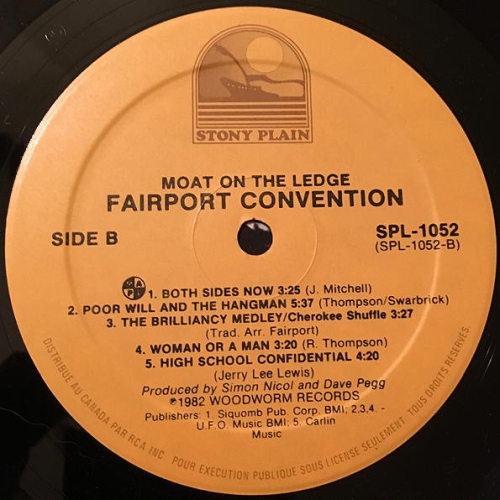 STONY PLAIN
MOAT ON THE LEDGE
FAIRPORT CONVENTION
SIDE B
SPL-1052
(SPL-1052-B)
M A P L
1. BOTH SIDES NOW 3:25 (J. Mitchell)
2. POOR WILL AND THE HANGMAN 5:37 (Thompson/Swarbrick)
3. THE BRILLIANCY MEDLEY/Cherokee Shuffle 3:27
(Trad. Arr. Fairport)
4. WOMAN OR A MAN 3:20 (R. Thompson)
5. HIGH SCHOOL CONFIDENTIAL 4:20
(Jerry Lee Lewis)
Produced by Simon Nicol and Dave Pegg
℗1982 WOODWORM RECORDS
Publishers: 1. Siquomb Pub. Corp. BMI; 2,3,4. -
U.F.O. Music BMI; 5. Carlin
Music
DISTRIBUÉ AU CANADA PAR RCA INC POUR EXÉCUTION PUBLIQUE SOUS LICENSE SEULEMENT. TOUS DROITS RESERVÉS.